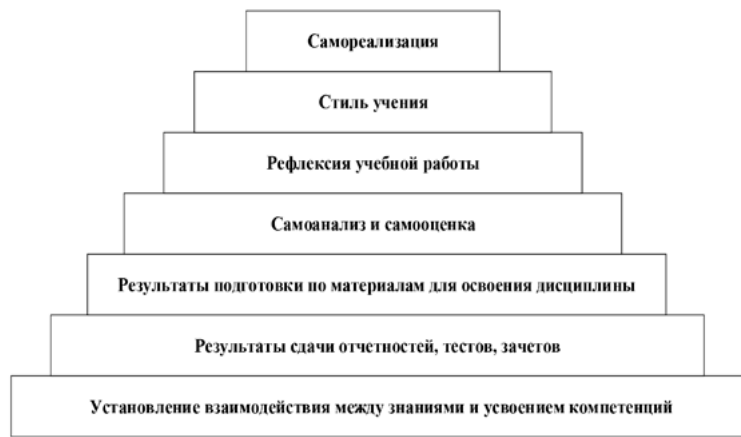 Самореализация
Стиль учения
Рефлексия учебной работы
Самоанализ и самооценка
Результаты подготовки по материалам для освоения дисциплины
Результаты сдачи отчетностей, тестов, зачетов
Установление взаимодействия между знаниями и усвоением компетенций